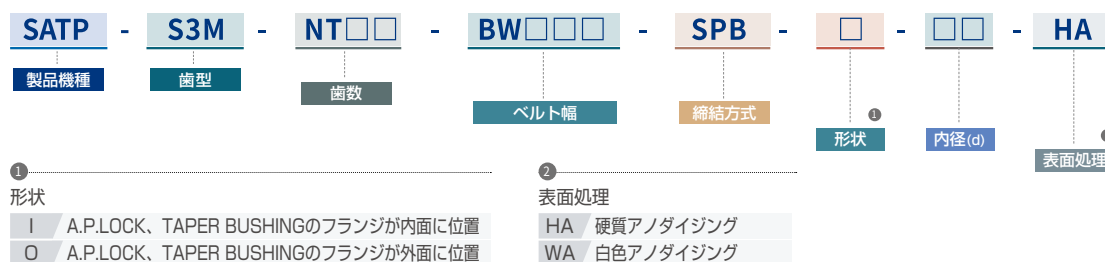 SATP - S3M - NT□□ - BW□□□ - SPB - □ - □□ - HA
製品機種 歯型 歯数 ベルト幅 締結方式 形状 ❶ 内径(d) 表面処理
❶
形状
I A.P.LOCK、TAPER BUSHINGのフランジが内面に位置
O A.P.LOCK、TAPER BUSHINGのフランジが外面に位置
❷
表面処理
HA 硬質アノダイジング
WA 白色アノダイジング